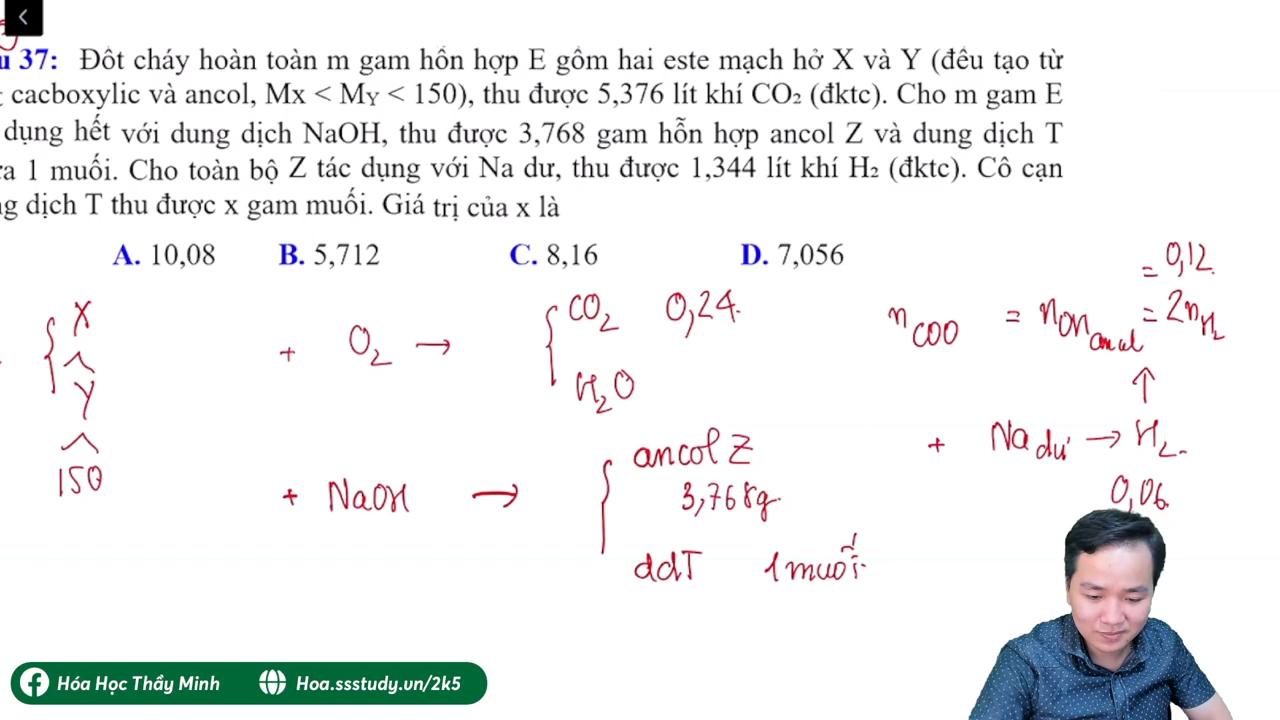 u 37: Đốt cháy hoàn toàn m gam hỗn hợp E gồm hai este mạch hở X và Y (đều tạo từ
cacboxylic và ancol, Mx < MY < 150), thu được 5,376 lít khí CO₂ (đktc). Cho m gam E
dụng hết với dung dịch NaOH, thu được 3,768 gam hỗn hợp ancol Z và dung dịch T
a 1 muối. Cho toàn bộ Z tác dụng với Na dư, thu được 1,344 lít khí H₂ (đktc). Cô cạn
g dịch T thu được x gam muối. Giá trị của x là
A. 10,08 B. 5,712 C. 8,16 D. 7,056
= 0,12
X + O₂ → CO₂ 0,24 nCOO = nOH ancol = 2nH₂
^
Y H₂O ↑
^ ancol Z + Na dư → H₂
150 + NaOH → 3,768g 0,06
ddT 1 muối
Hóa Học Thầy Minh Hoa.ssstudy.vn/2k5